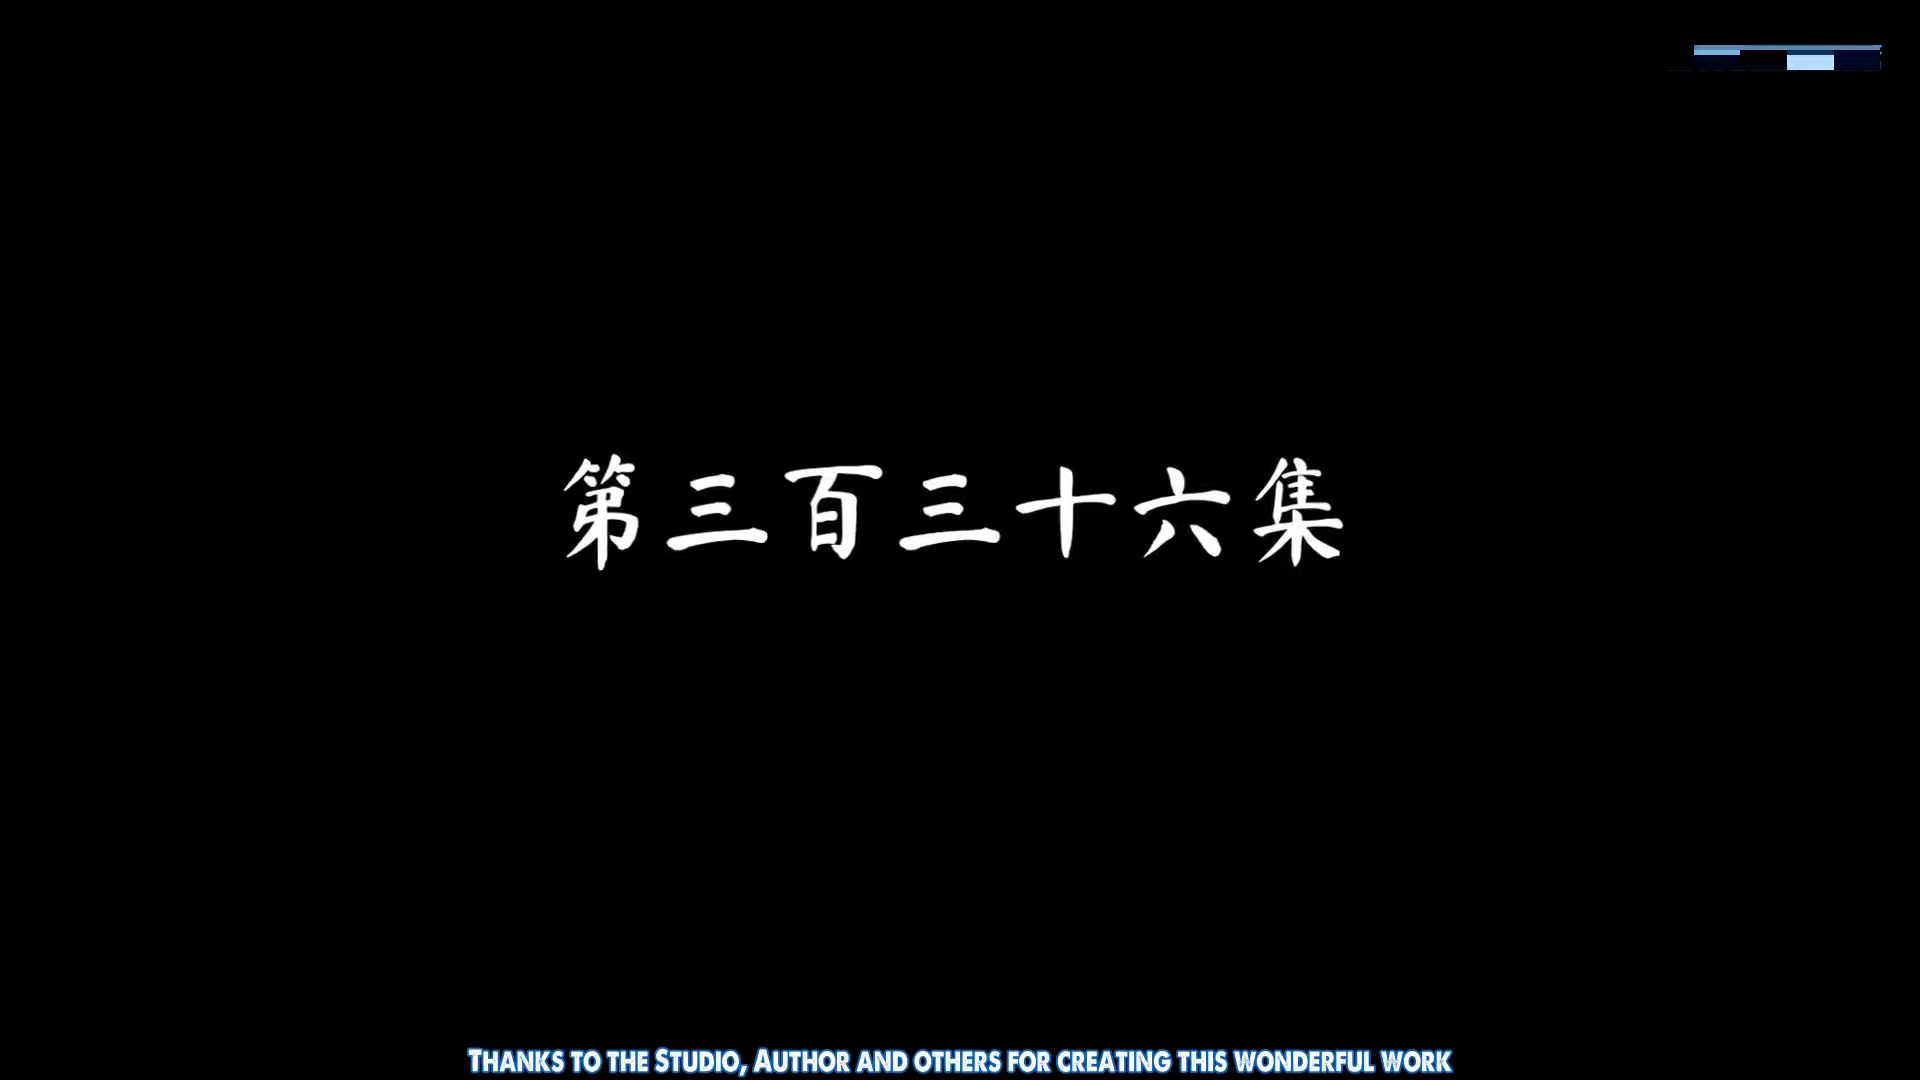 第三百三十六集
Thanks to the Studio, Author and others for creating this wonderful work